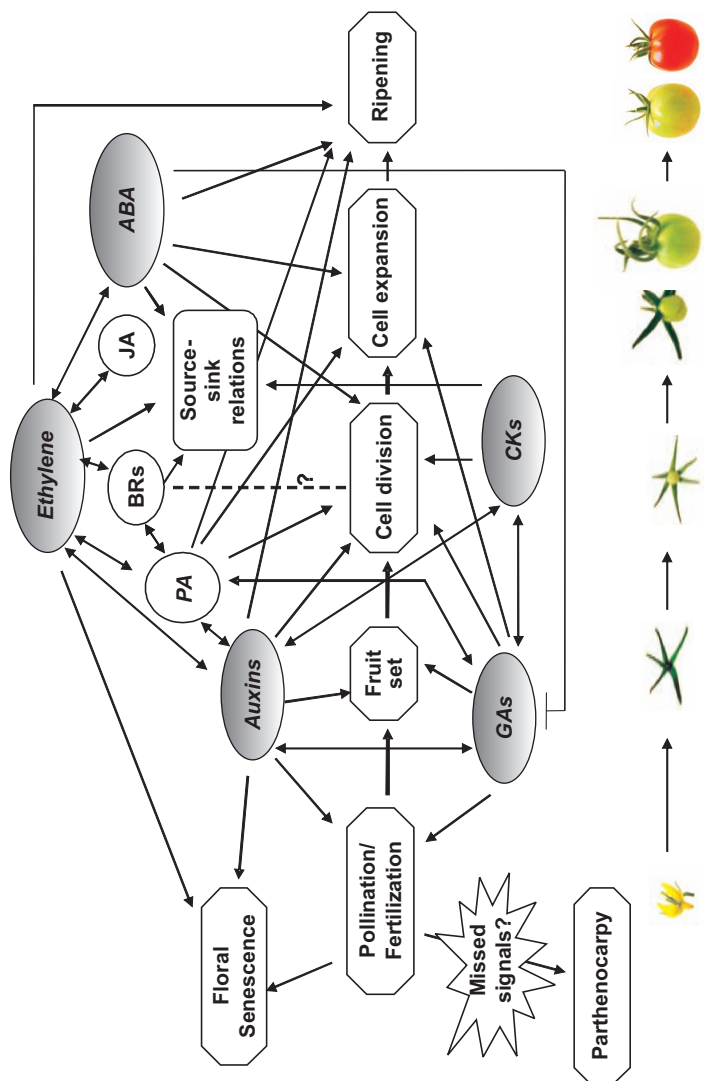 Ethylene
ABA
JA
BRs
PA
Source-
sink
relations
Auxins
Floral
Senescence
Pollination/
Fertilization
Fruit
set
Cell division
?
Cell expansion
Ripening
Missed
signals?
GAs
CKs
Parthenocarpy